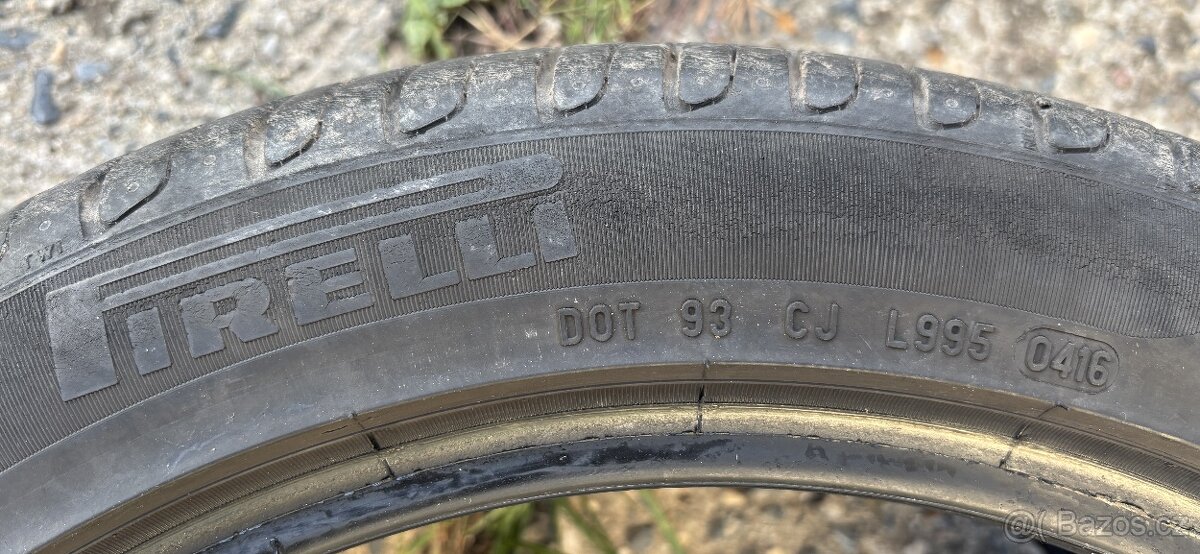 TWI
PIRELLI
DOT 93 CJ L995 0416
© Bazos.cz